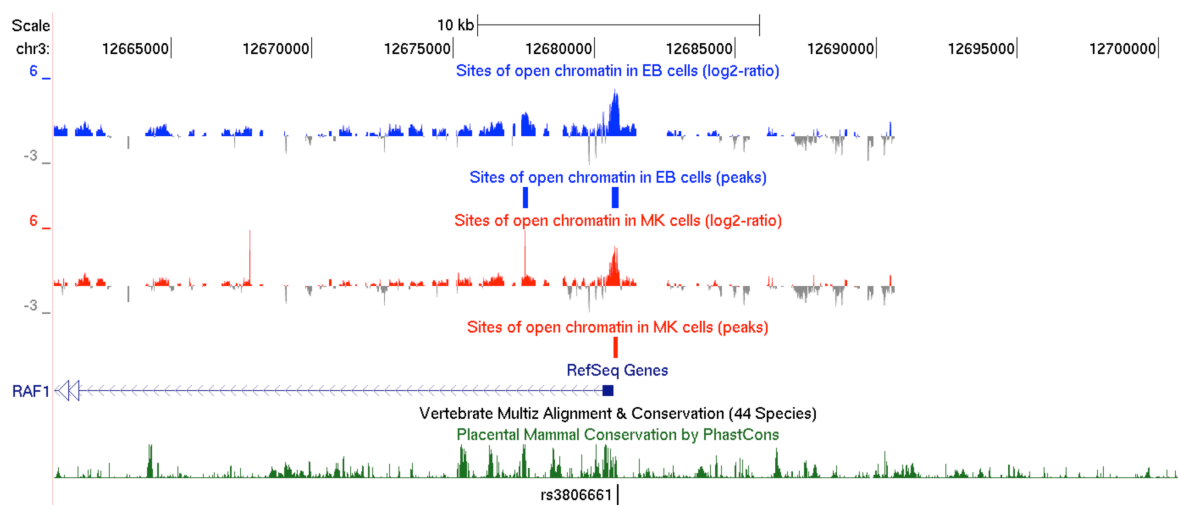 Scale 10 kb
chr3: 12665000 12670000 12675000 12680000 12685000 12690000 12695000 12700000
Sites of open chromatin in EB cells (log2-ratio)
6
-3
Sites of open chromatin in EB cells (peaks)
Sites of open chromatin in MK cells (log2-ratio)
6
-3
Sites of open chromatin in MK cells (peaks)
RefSeq Genes
RAF1
Vertebrate Multiz Alignment & Conservation (44 Species)
Placental Mammal Conservation by PhastCons
rs3806661